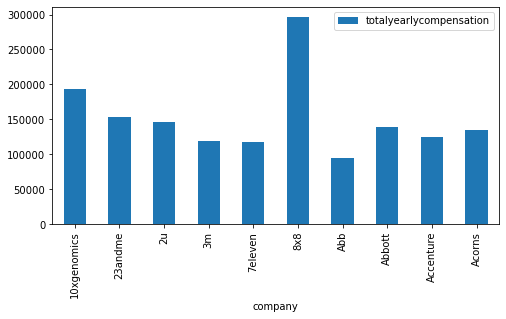 300000
250000
200000
150000
100000
50000
0
totalyearlycompensation
10xgenomics
23andme
2u
3m
7eleven
8x8
Abb
Abbott
Accenture
Acorns
company